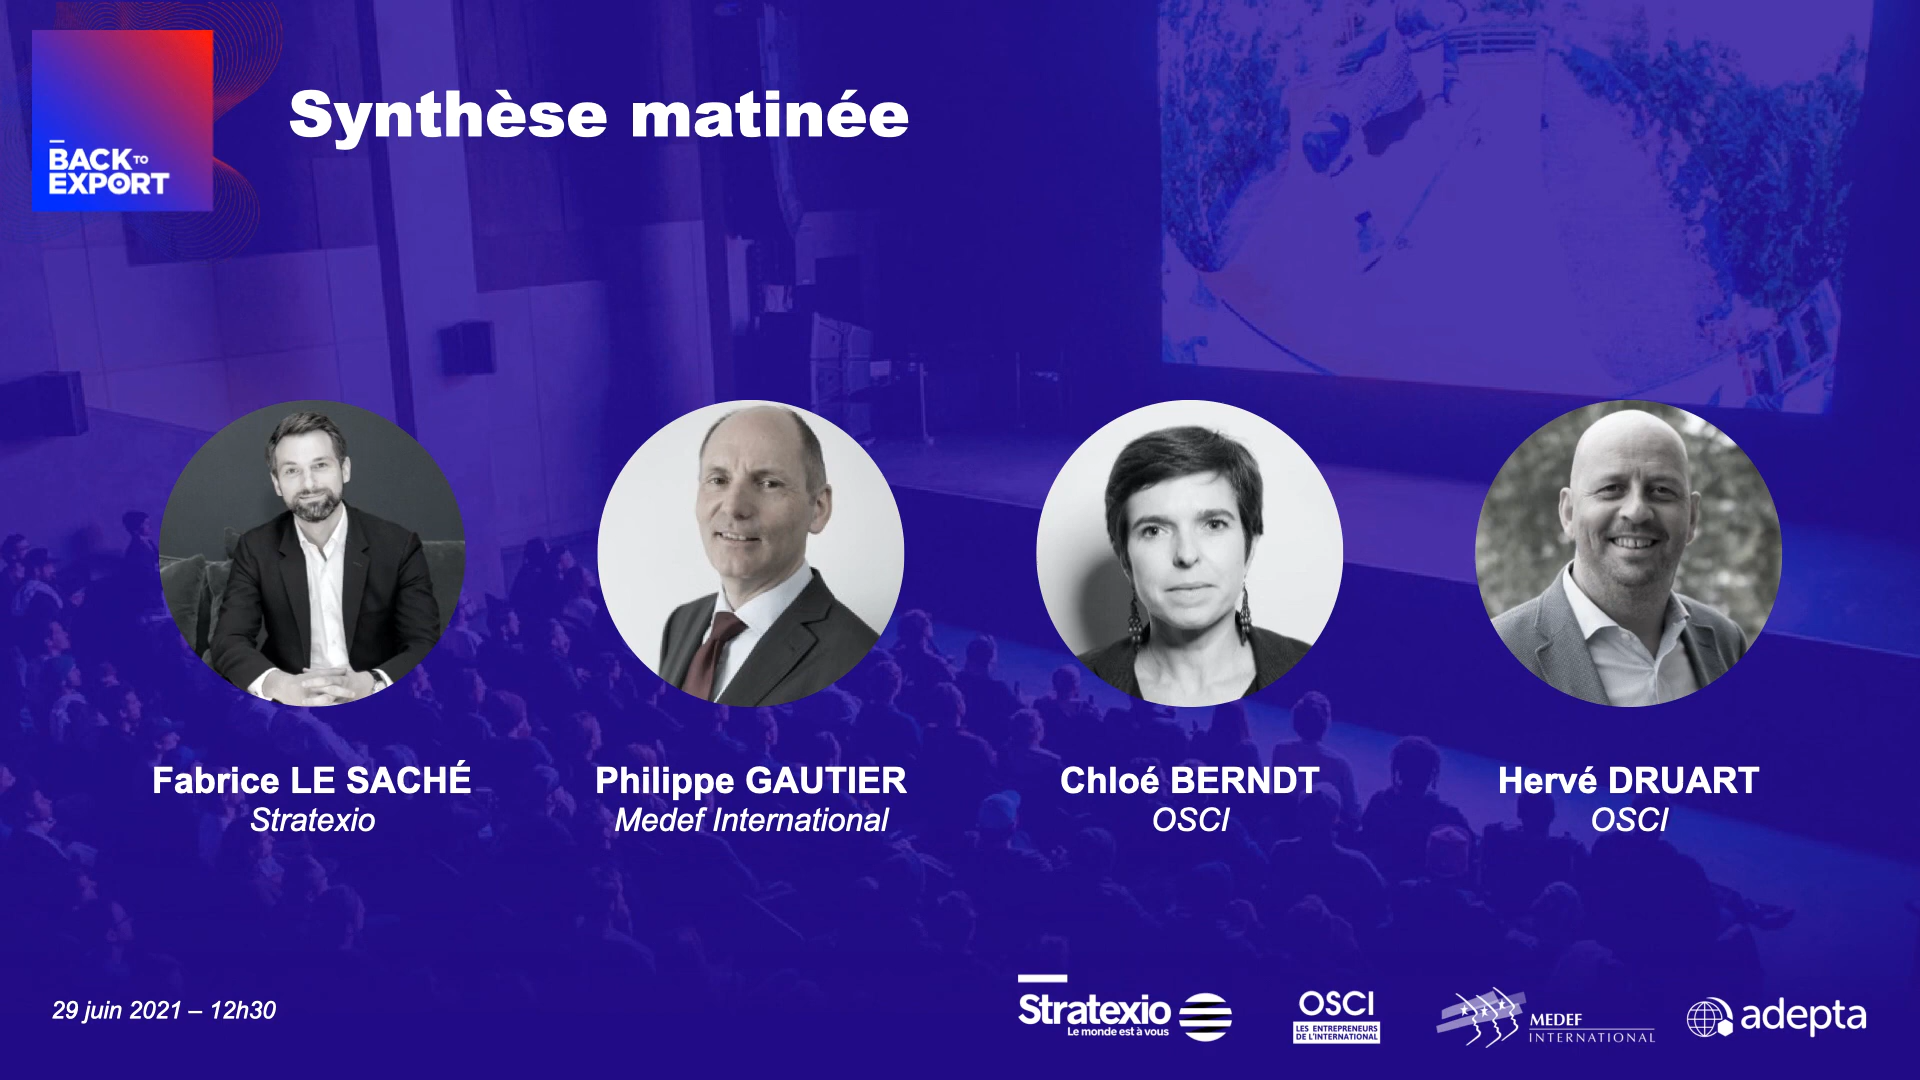 BACK TO
EXPORT
Synthèse matinée
Fabrice LE SACHÉ
Stratexio
Philippe GAUTIER
Medef International
Chloé BERNDT
OSCI
Hervé DRUART
OSCI
29 juin 2021 – 12h30
Stratexio
Le monde est à vous
OSCI
LES ENTREPRENEURS
DE L'INTERNATIONAL
MEDEF
INTERNATIONAL
adepta